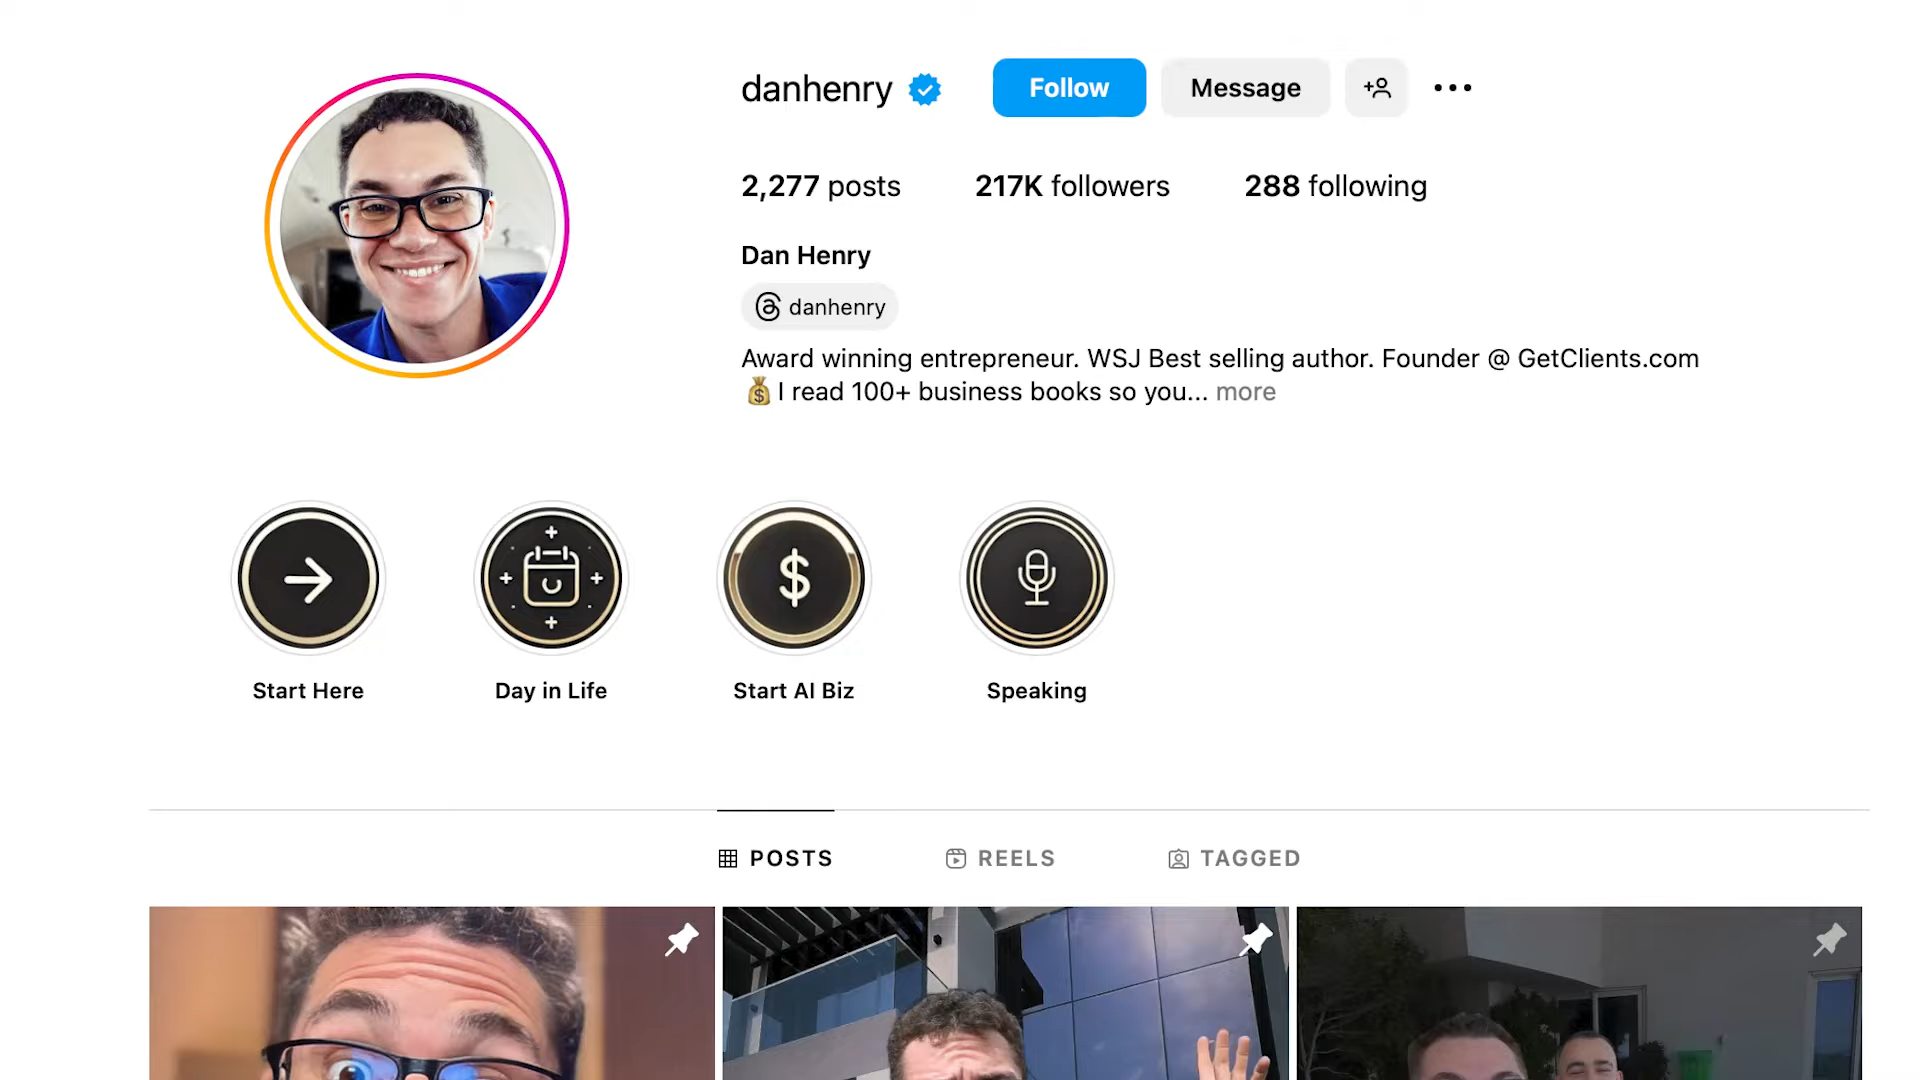 danhenry
Follow
Message
2,277 posts
217K followers
288 following
Dan Henry
danhenry
Award winning entrepreneur. WSJ Best selling author. Founder @ GetClients.com
💰I read 100+ business books so you... more
Start Here
Day in Life
Start AI Biz
Speaking
POSTS
REELS
TAGGED